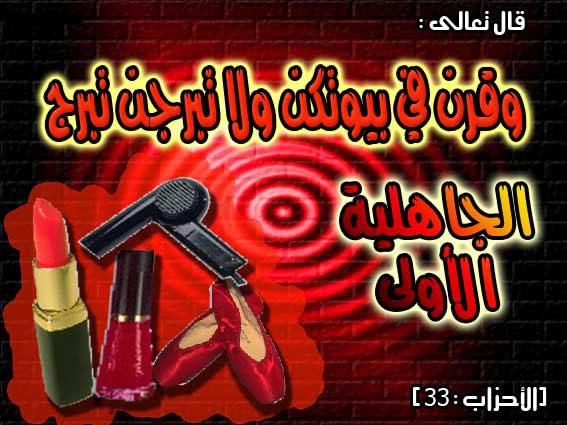 قال تعالى :
وقرن في بيوتكن ولا تبرجن تبرج
الجاهلية
الأولى
[الأحزاب : 33]